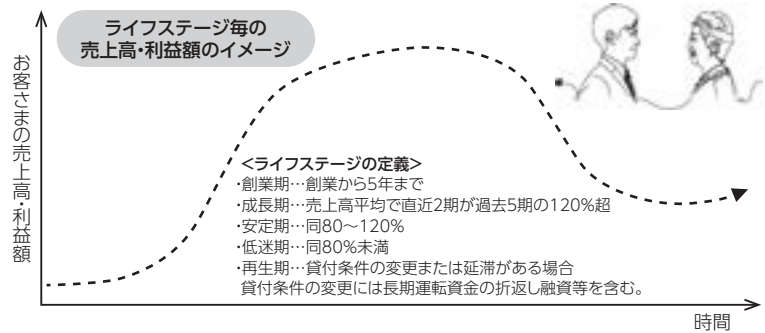 ライフステージ毎の
売上高・利益額のイメージ
お客さまの売上高・利益額
<ライフステージの定義>
・創業期…創業から5年まで
・成長期…売上高平均で直近2期が過去5期の120%超
・安定期…同80〜120%
・低迷期…同80%未満
・再生期…貸付条件の変更または延滞がある場合
貸付条件の変更には長期運転資金の折返し融資等を含む。
時間